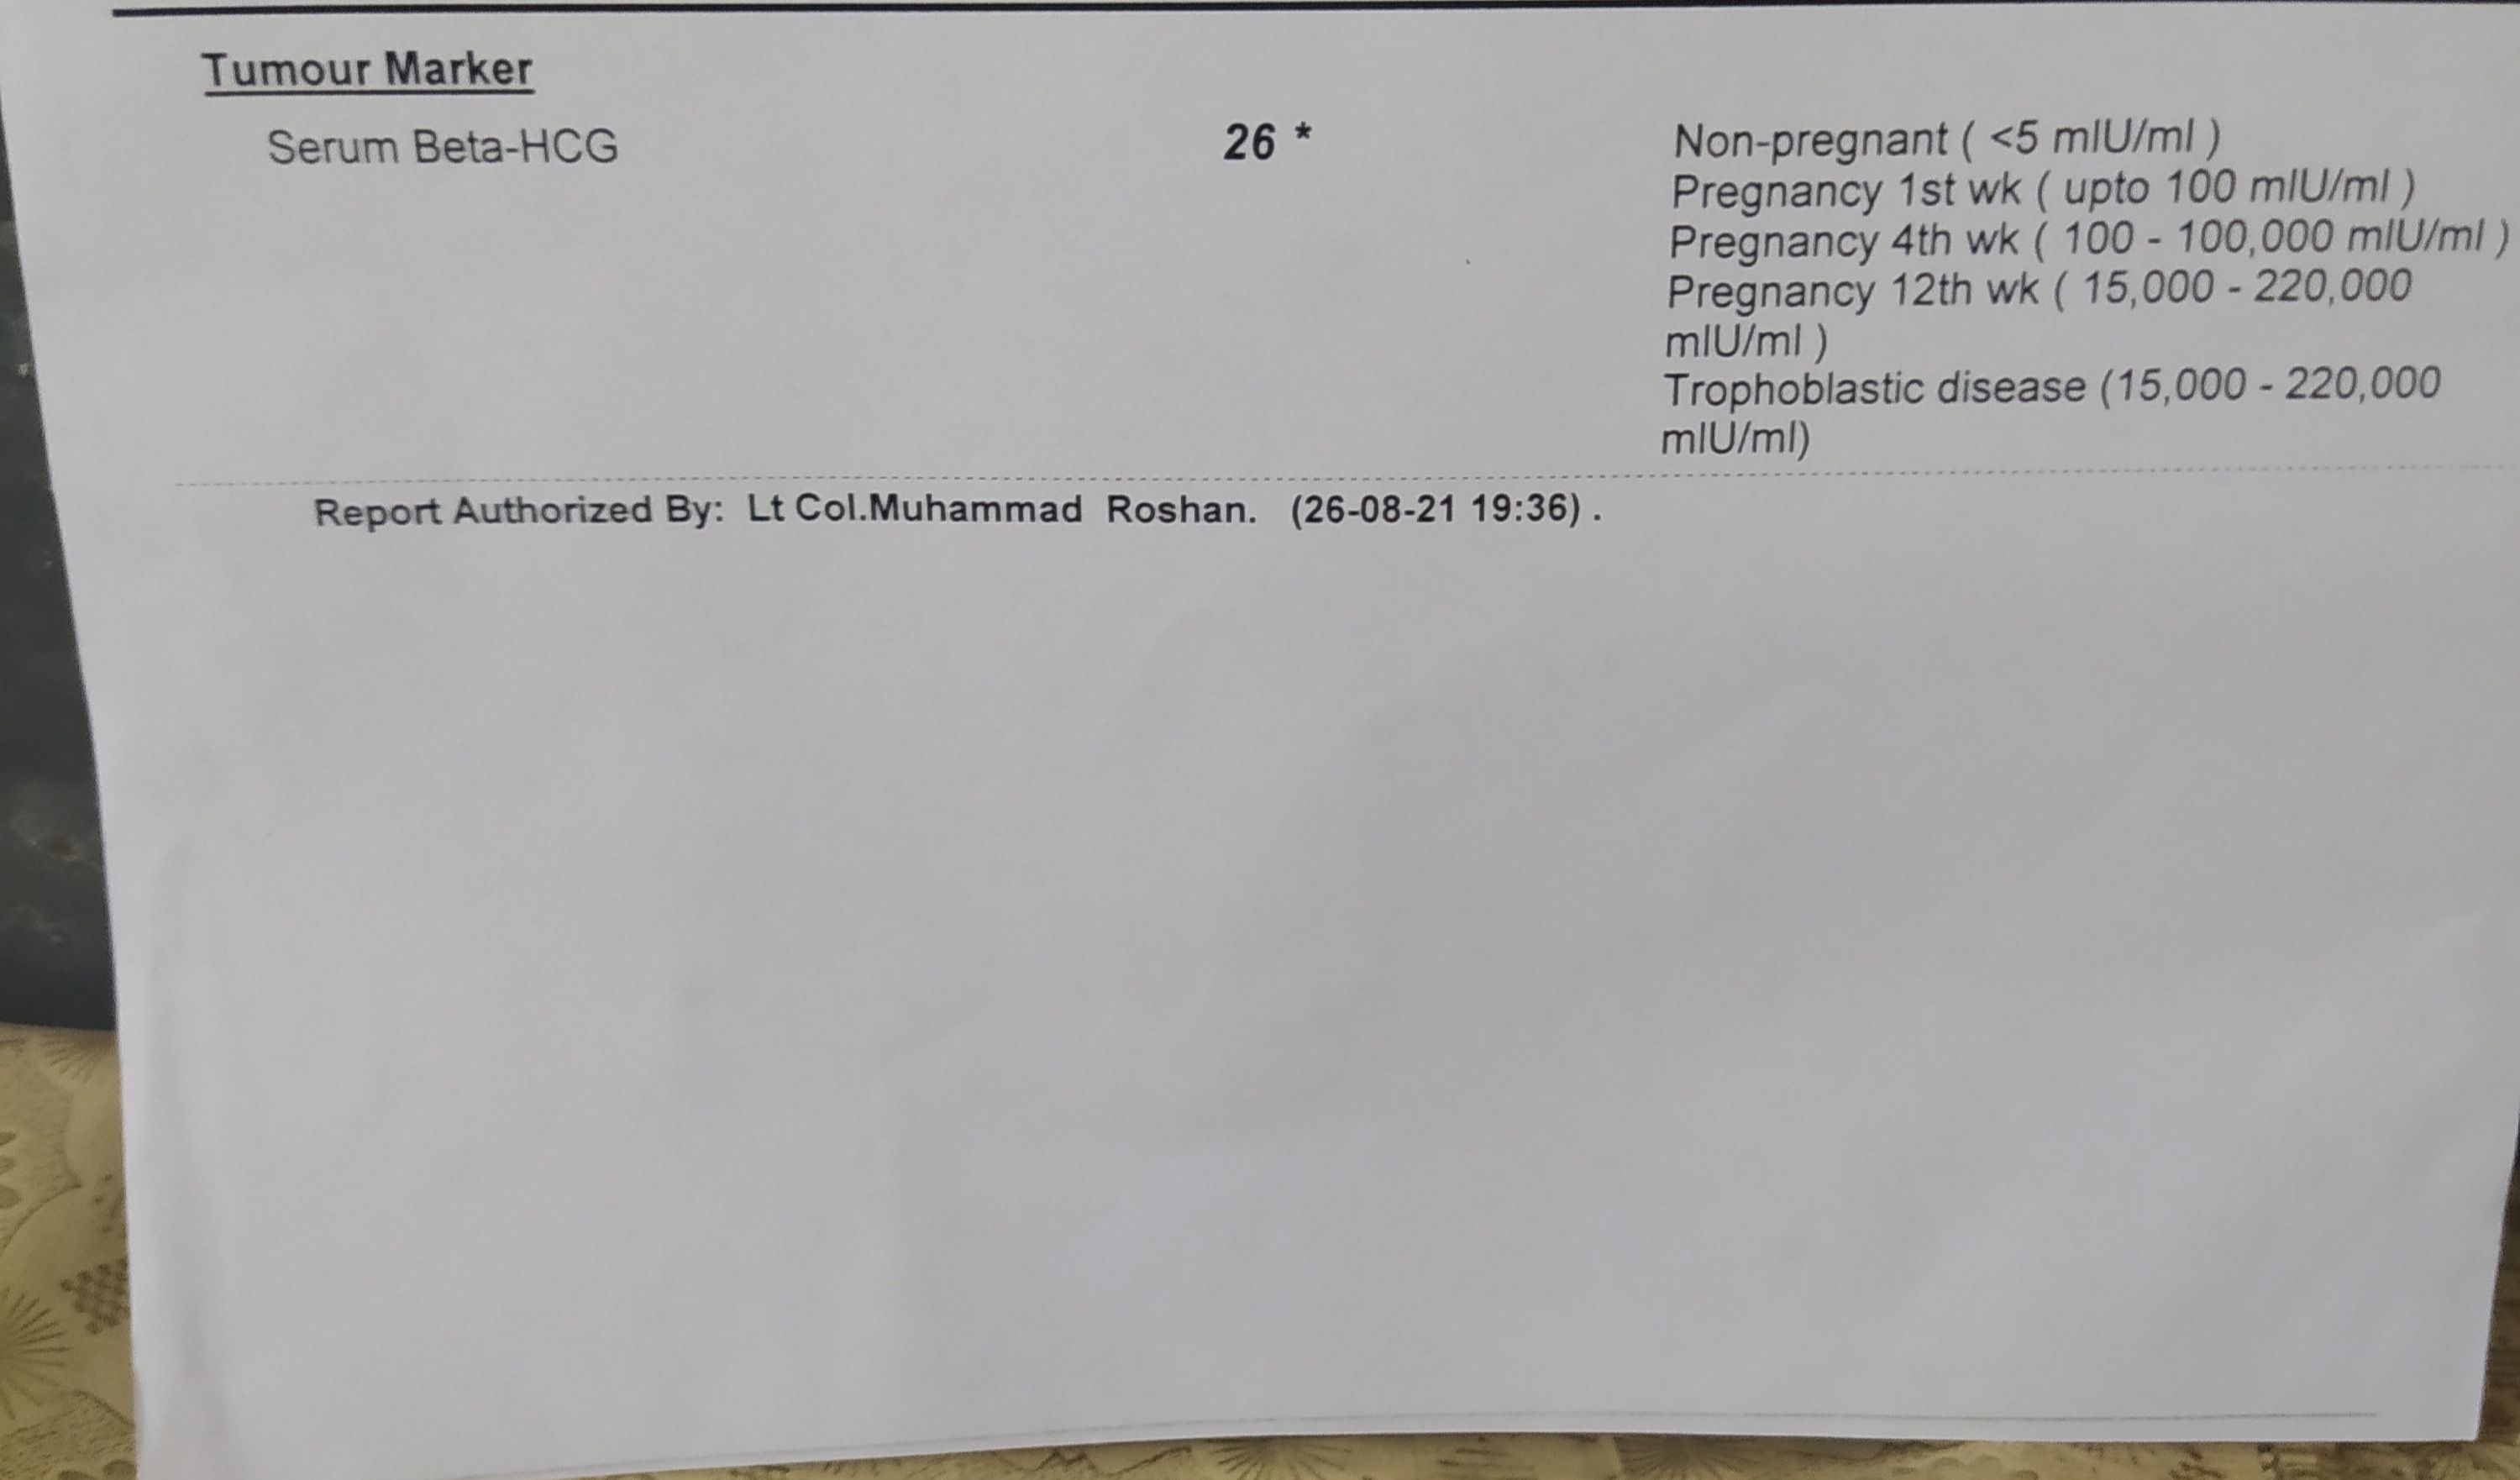 Tumour Marker
Serum Beta-HCG 26 * Non-pregnant ( <5 mIU/ml )
Pregnancy 1st wk ( upto 100 mIU/ml )
Pregnancy 4th wk ( 100 - 100,000 mIU/ml )
Pregnancy 12th wk ( 15,000 - 220,000
mIU/ml )
Trophoblastic disease (15,000 - 220,000
mIU/ml)
Report Authorized By: Lt Col.Muhammad Roshan. (26-08-21 19:36) .